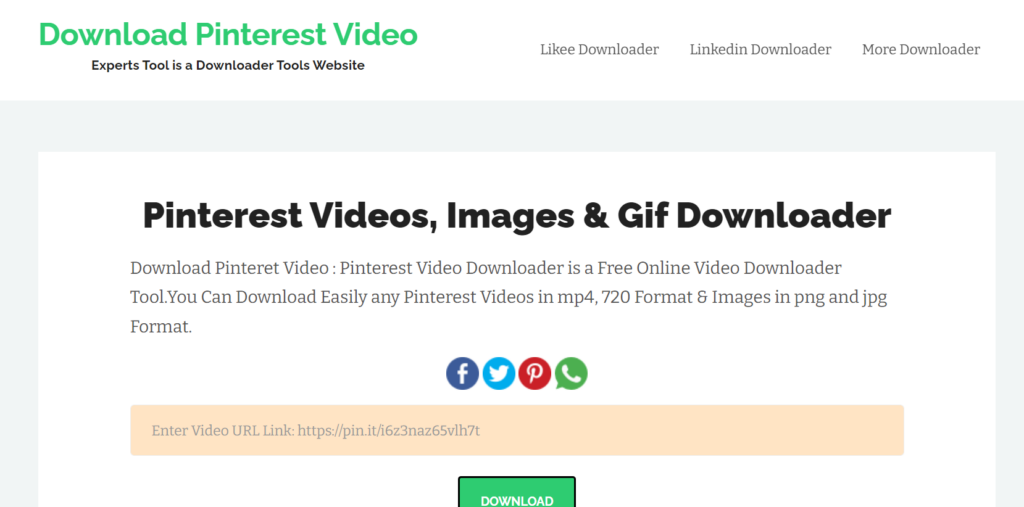 Download Pinterest Video
Experts Tool is a Downloader Tools Website
Likee Downloader
Linkedin Downloader
More Downloader
Pinterest Videos, Images & Gif Downloader
Download Pinteret Video : Pinterest Video Downloader is a Free Online Video Downloader
Tool.You Can Download Easily any Pinterest Videos in mp4, 720 Format & Images in png and jpg
Format.
Enter Video URL Link: https://pin.it/i6z3naz65vlh7t
DOWNLOAD